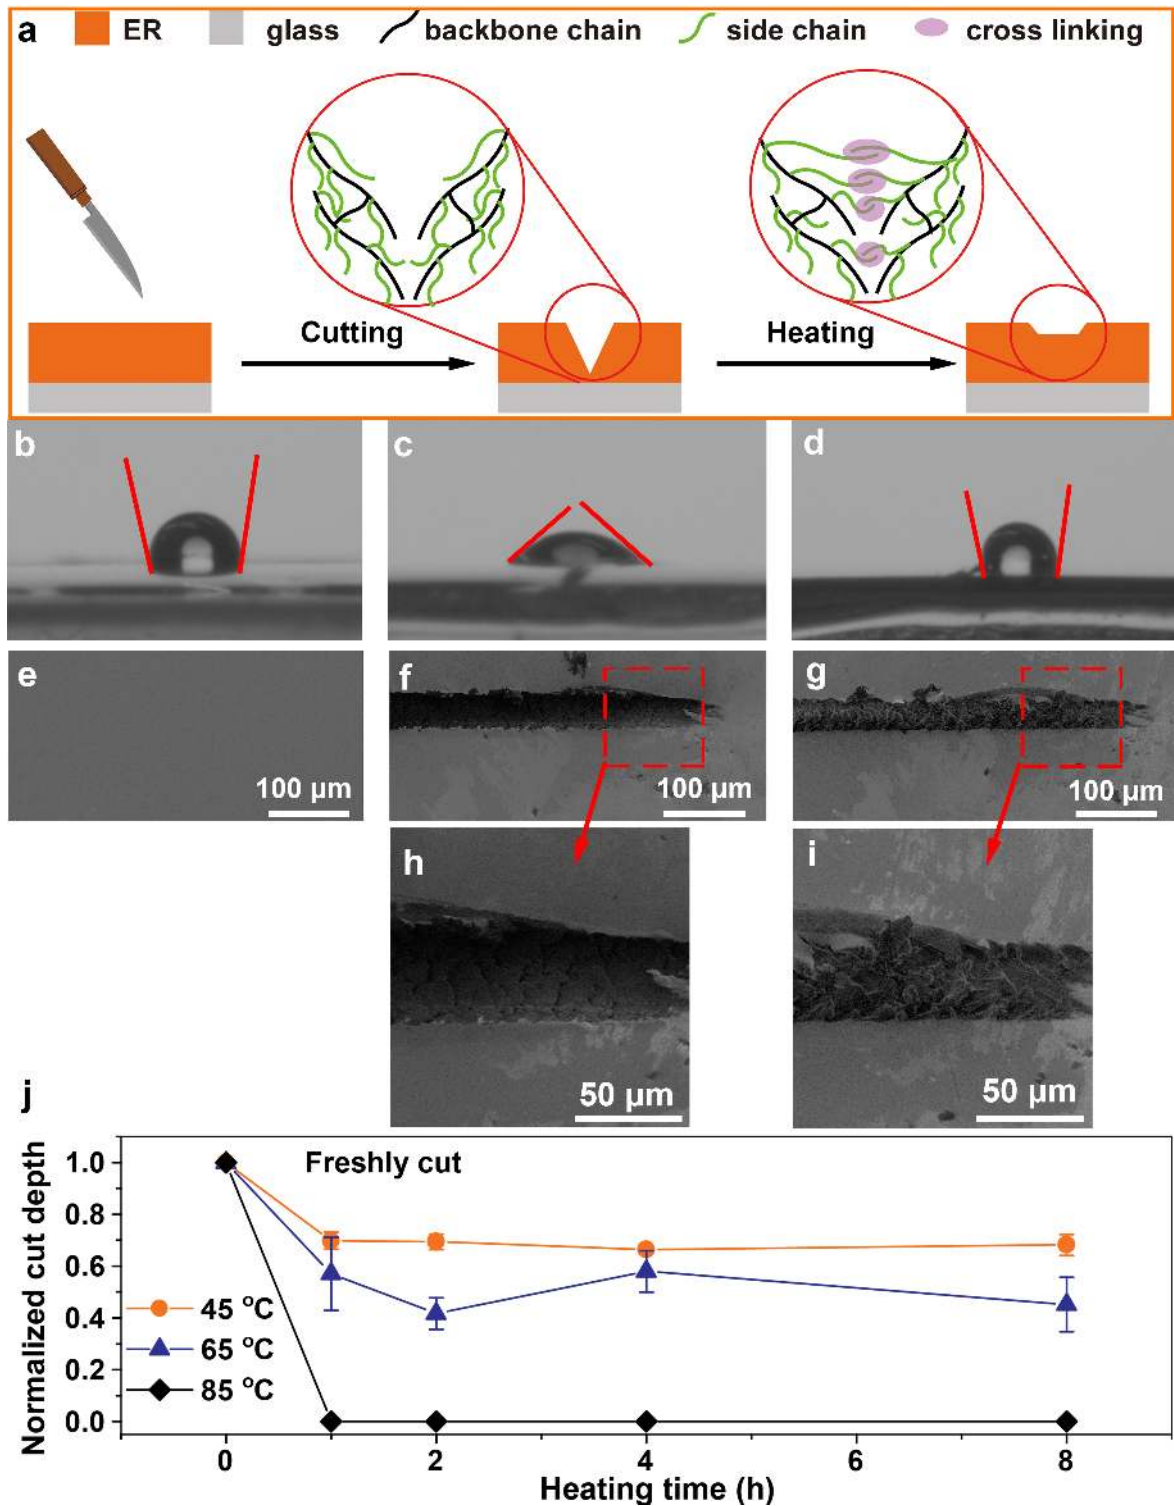 a ER glass backbone chain side chain cross linking
Cutting Heating
b c d
e f g
100 µm 100 µm 100 µm
h i
50 µm 50 µm
j
Normalized cut depth
1.0
0.8
0.6
0.4
0.2
0.0
Freshly cut
45 °C
65 °C
85 °C
0 2 4 6 8
Heating time (h)